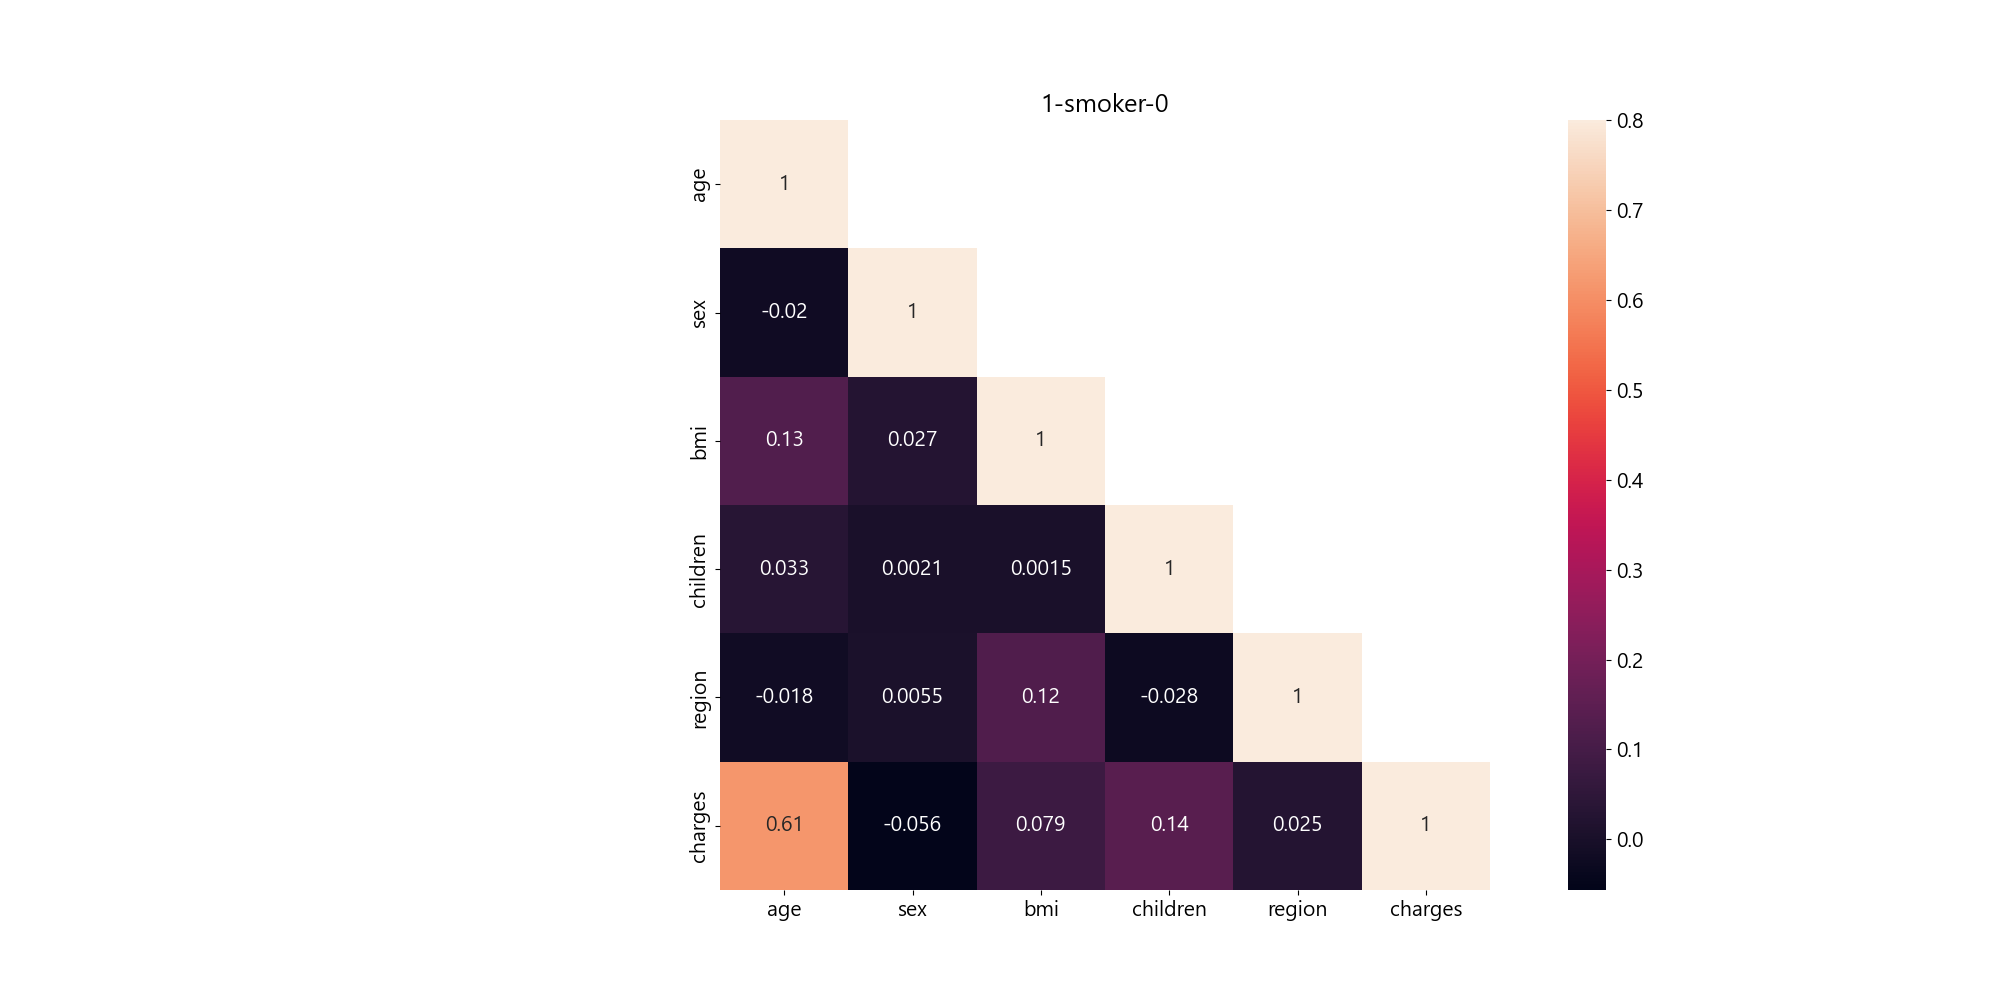 1-smoker-0
age 1
sex -0.02 1
bmi 0.13 0.027 1
children 0.033 0.0021 0.0015 1
region -0.018 0.0055 0.12 -0.028 1
charges 0.61 -0.056 0.079 0.14 0.025 1
age sex bmi children region charges
0.8
0.7
0.6
0.5
0.4
0.3
0.2
0.1
0.0